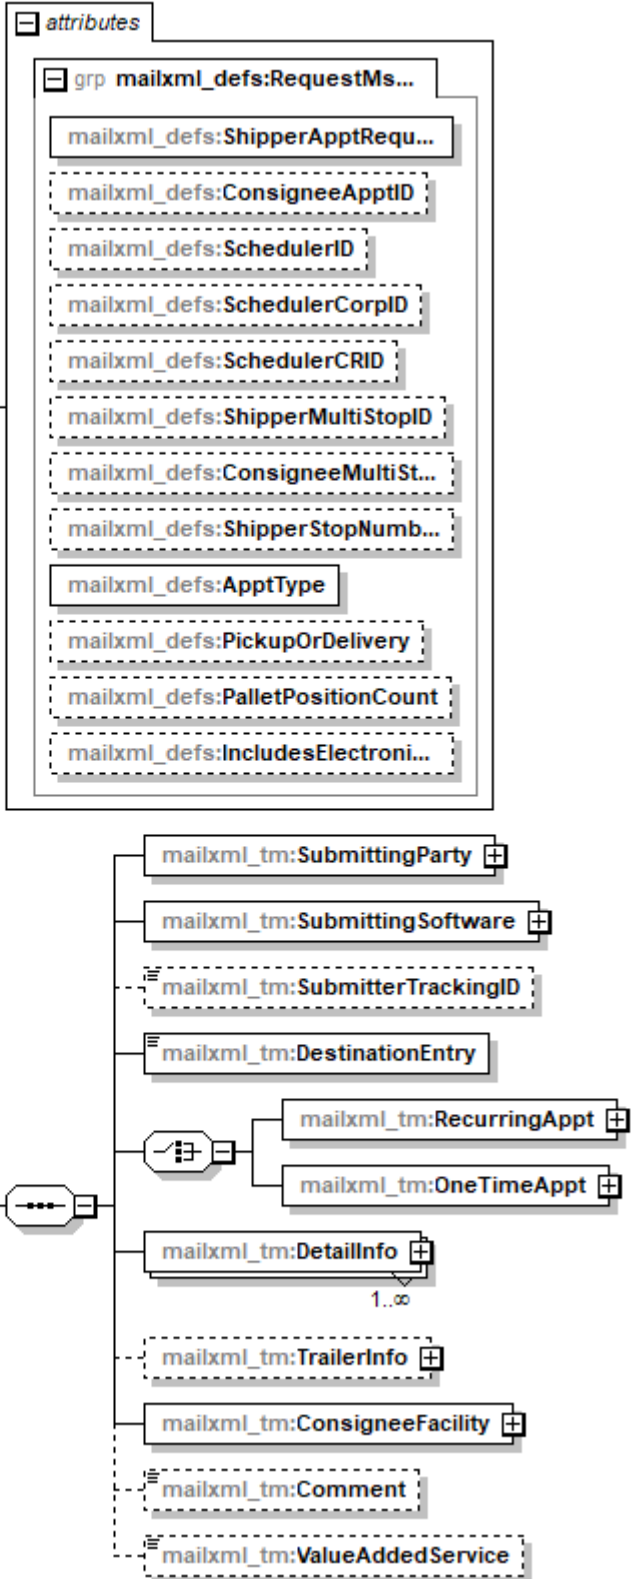 attributes
grp mailxml_defs:RequestMs...
mailxml_defs:ShipperApptRequ...
mailxml_defs:ConsigneeApptID
mailxml_defs:SchedulerID
mailxml_defs:SchedulerCorpID
mailxml_defs:SchedulerCRID
mailxml_defs:ShipperMultiStopID
mailxml_defs:ConsigneeMultiSt...
mailxml_defs:ShipperStopNumb...
mailxml_defs:ApptType
mailxml_defs:PickupOrDelivery
mailxml_defs:PalletPositionCount
mailxml_defs:IncludesElectroni...
mailxml_tm:SubmittingParty
mailxml_tm:SubmittingSoftware
mailxml_tm:SubmitterTrackingID
mailxml_tm:DestinationEntry
mailxml_tm:RecurringAppt
mailxml_tm:OneTimeAppt
mailxml_tm:DetailInfo
1..∞
mailxml_tm:TrailerInfo
mailxml_tm:ConsigneeFacility
mailxml_tm:Comment
mailxml_tm:ValueAddedService